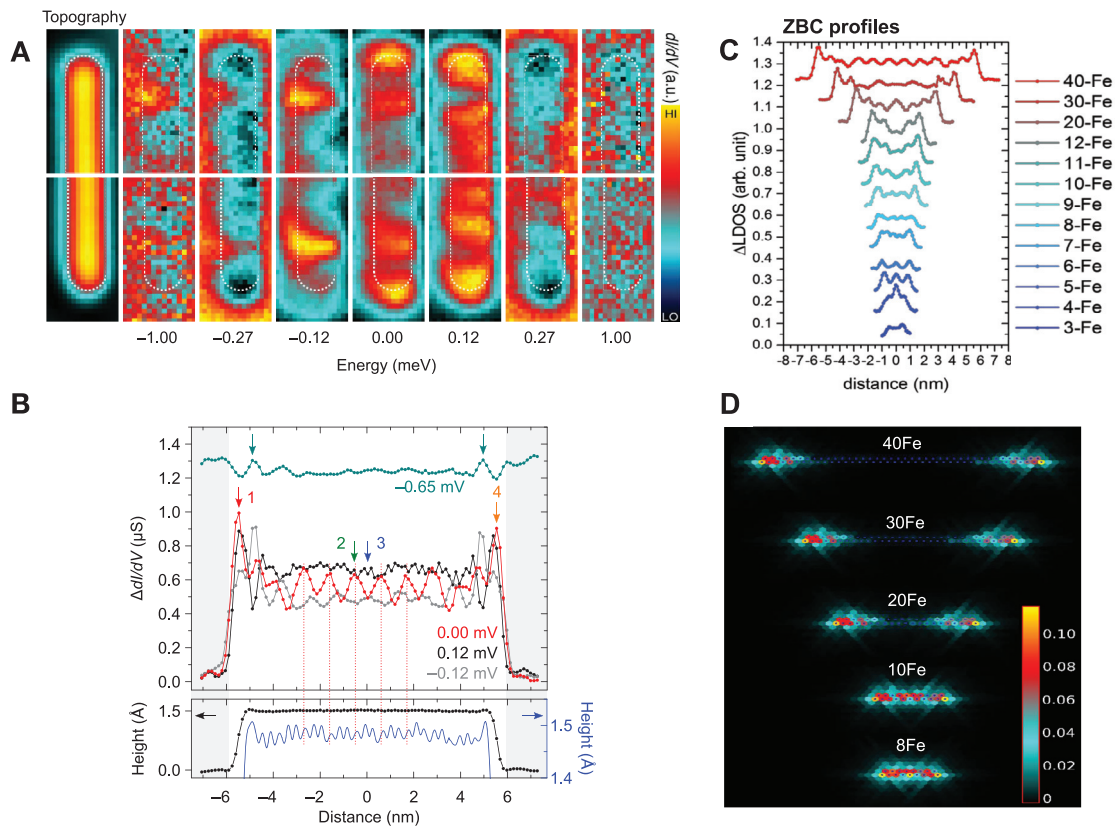 Topography
A
dI/dV (a.u.)
HI
LO
−1.00
−0.27
−0.12
0.00
0.12
0.27
1.00
Energy (meV)
B
1.4
1.2
1.0
0.8
0.6
0.4
0.2
0.0
ΔdI/dV (µS)
−0.65 mV
1
2
3
4
0.00 mV
0.12 mV
−0.12 mV
1.5
0.0
Height (Å)
1.5
1.4
Height (Å)
−6 −4 −2 0 2 4 6
Distance (nm)
ZBC profiles
C
1.4
1.3
1.2
1.1
1.0
0.9
0.8
0.7
0.6
0.5
0.4
0.3
0.2
0.1
0.0
ΔLDOS (arb. unit)
-8-7-6-5-4-3-2-1 0 1 2 3 4 5 6 7 8
distance (nm)
40-Fe
30-Fe
20-Fe
12-Fe
11-Fe
10-Fe
9-Fe
8-Fe
7-Fe
6-Fe
5-Fe
4-Fe
3-Fe
D
40Fe
30Fe
20Fe
10Fe
8Fe
0.10
0.08
0.06
0.04
0.02
0